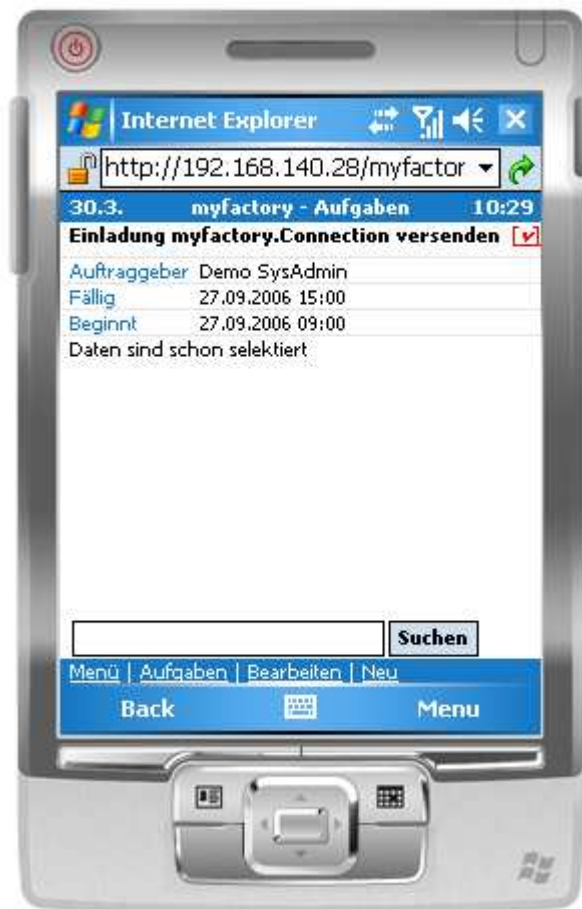 Internet Explorer
http://192.168.140.28/myfactor
30.3. myfactory - Aufgaben 10:29
Einladung myfactory.Connection versenden
Auftraggeber Demo SysAdmin
Fällig 27.09.2006 15:00
Beginnt 27.09.2006 09:00
Daten sind schon selektiert
Suchen
Menü | Aufgaben | Bearbeiten | Neu
Back Menu